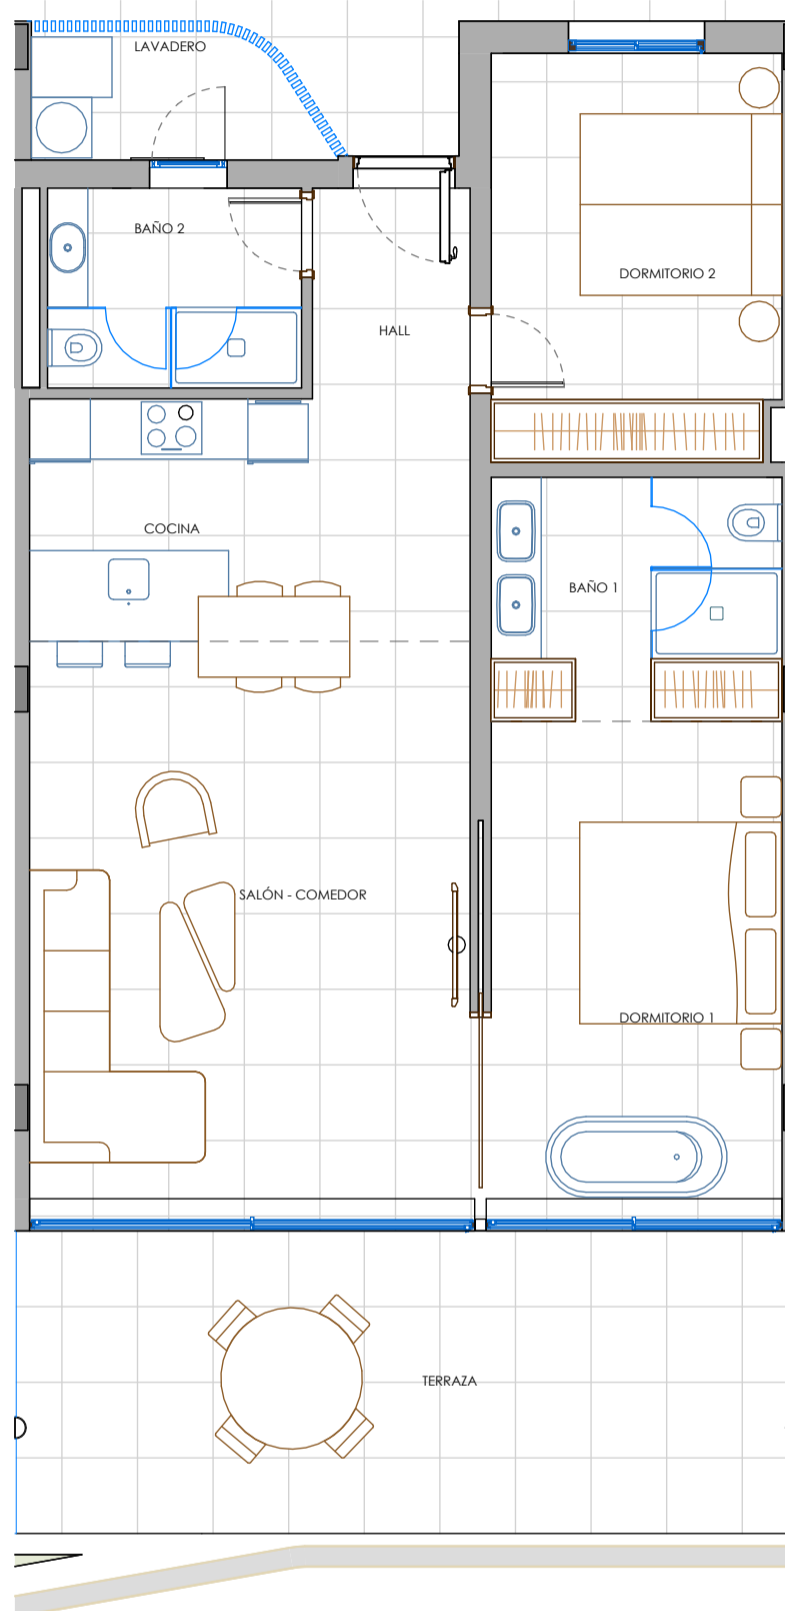 LAVADERO
BAÑO 2
DORMITORIO 2
HALL
COCINA
BAÑO 1
SALÓN - COMEDOR
DORMITORIO 1
TERRAZA